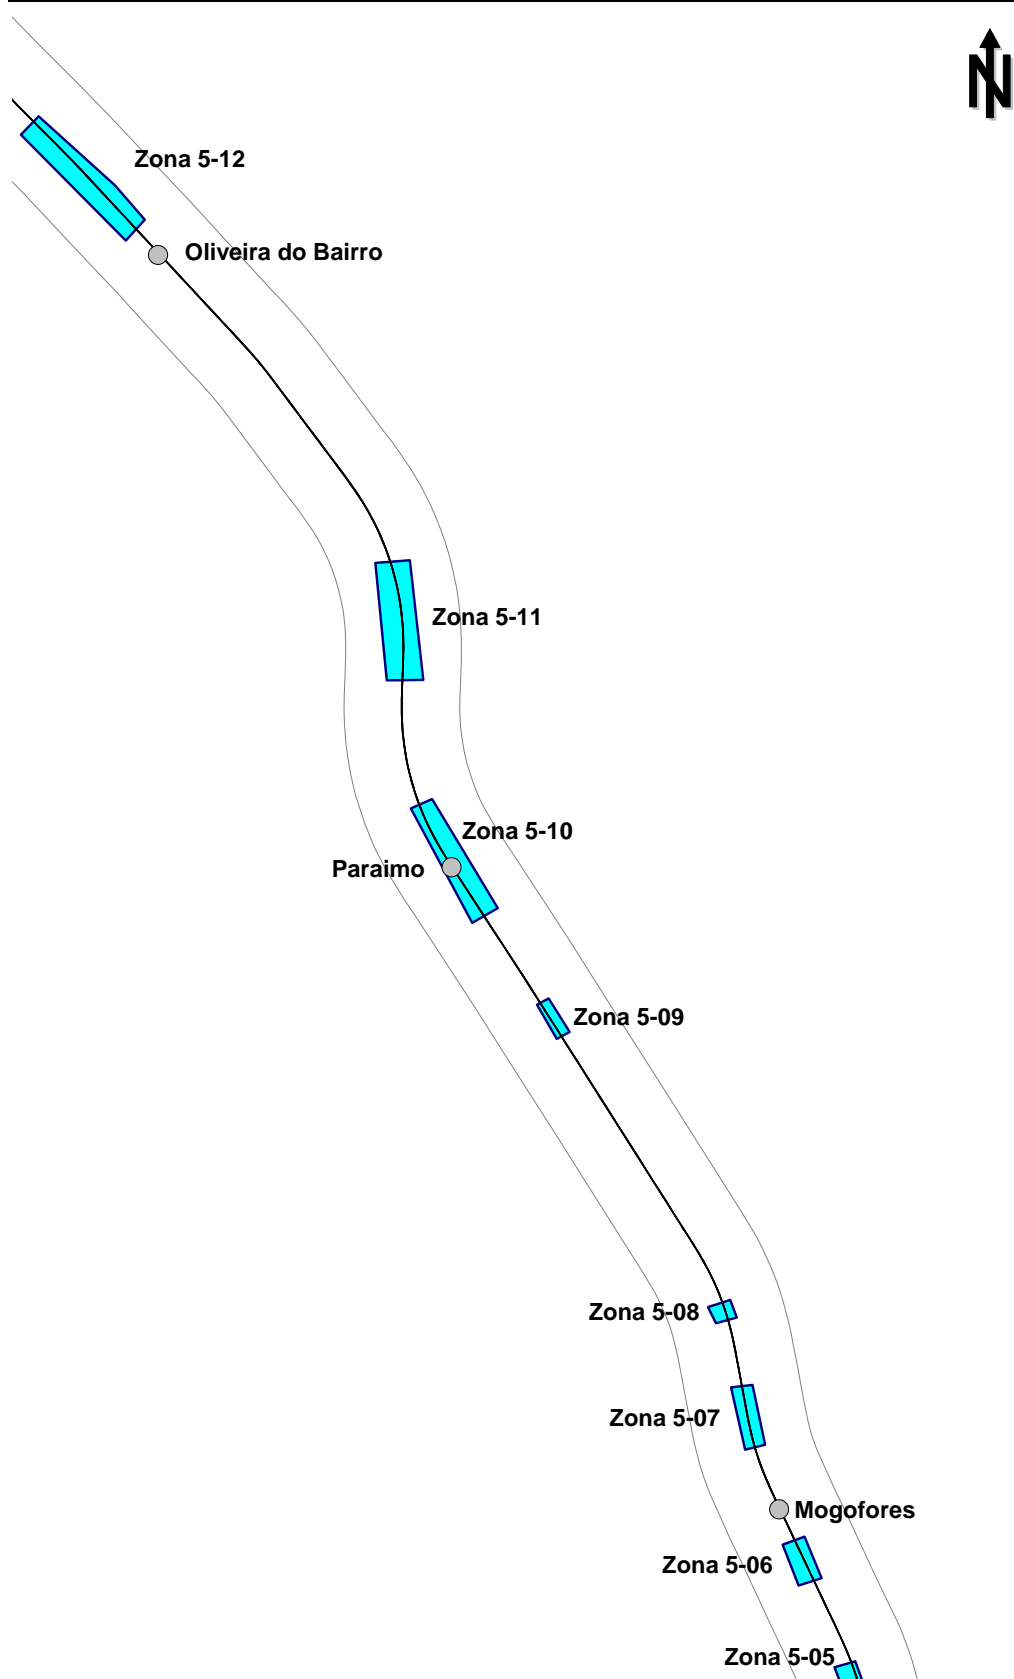 N
Zona 5-12
Oliveira do Bairro
Zona 5-11
Zona 5-10
Paraimo
Zona 5-09
Zona 5-08
Zona 5-07
Mogofores
Zona 5-06
Zona 5-05